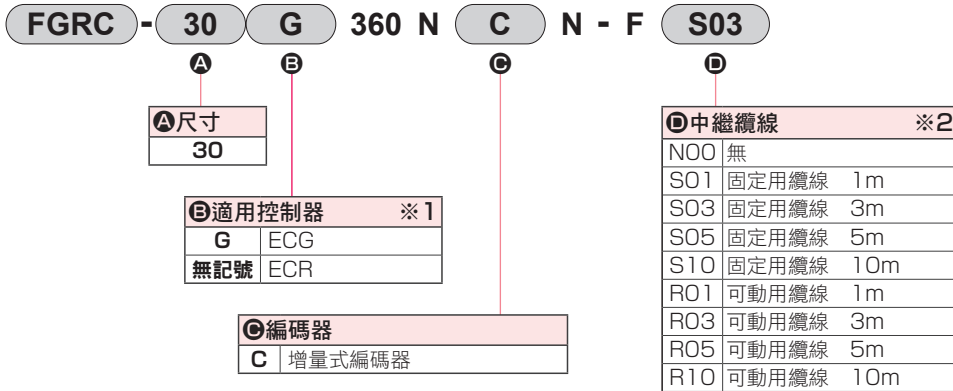 FGRC - 30 G 360 N C N - F S03
Ⓐ Ⓑ Ⓒ Ⓓ
Ⓐ尺寸
30
Ⓑ適用控制器 ※1
G ECG
無記號 ECR
Ⓒ編碼器
C 增量式編碼器
Ⓓ中繼纜線 ※2
N00 無
S01 固定用纜線 1m
S03 固定用纜線 3m
S05 固定用纜線 5m
S10 固定用纜線 10m
R01 可動用纜線 1m
R03 可動用纜線 3m
R05 可動用纜線 5m
R10 可動用纜線 10m